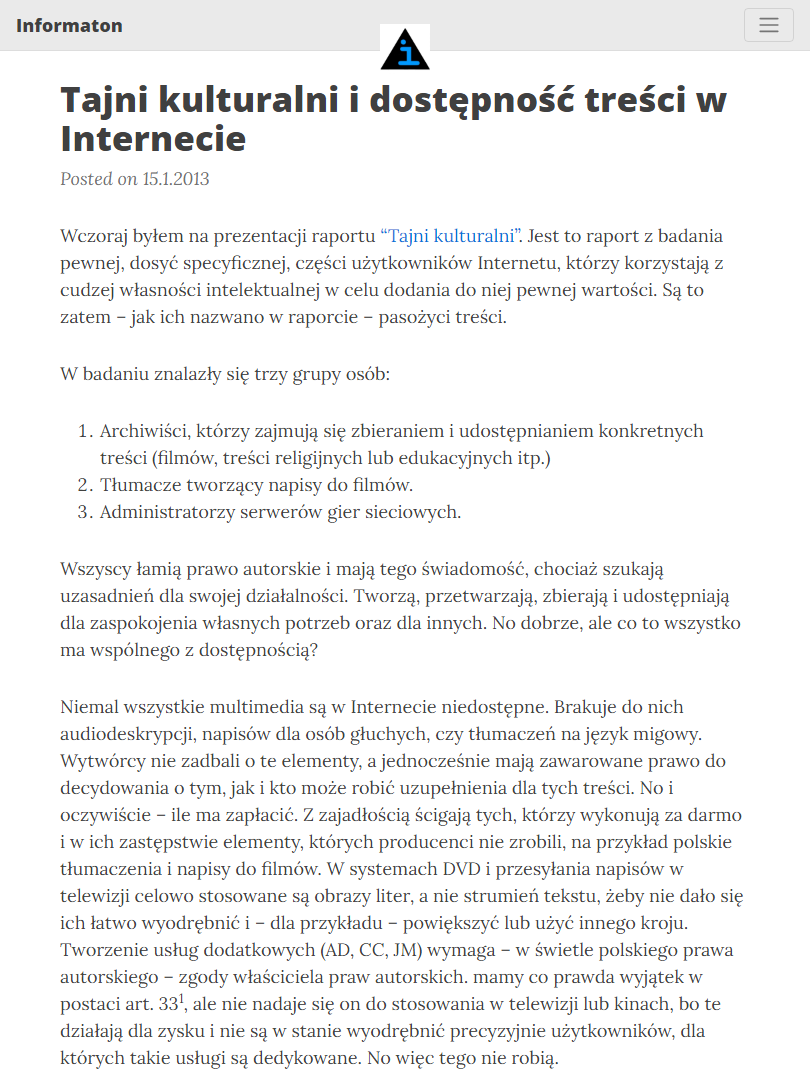 Informaton
i
Tajni kulturalni i dostępność treści w
Internecie
Posted on 15.1.2013
Wczoraj byłem na prezentacji raportu “Tajni kulturalni”. Jest to raport z badania
pewnej, dosyć specyficznej, części użytkowników Internetu, którzy korzystają z
cudzej własności intelektualnej w celu dodania do niej pewnej wartości. Są to
zatem – jak ich nazwano w raporcie – pasożyci treści.
W badaniu znalazły się trzy grupy osób:
1. Archiwiści, którzy zajmują się zbieraniem i udostępnianiem konkretnych
treści (filmów, treści religijnych lub edukacyjnych itp.)
2. Tłumacze tworzący napisy do filmów.
3. Administratorzy serwerów gier sieciowych.
Wszyscy łamią prawo autorskie i mają tego świadomość, chociaż szukają
uzasadnień dla swojej działalności. Tworzą, przetwarzają, zbierają i udostępniają
dla zaspokojenia własnych potrzeb oraz dla innych. No dobrze, ale co to wszystko
ma wspólnego z dostępnością?
Niemal wszystkie multimedia są w Internecie niedostępne. Brakuje do nich
audiodeskrypcji, napisów dla osób głuchych, czy tłumaczeń na język migowy.
Wytwórcy nie zadbali o te elementy, a jednocześnie mają zawarowane prawo do
decydowania o tym, jak i kto może robić uzupełnienia dla tych treści. No i
oczywiście – ile ma zapłacić. Z zajadłością ścigają tych, którzy wykonują za darmo
i w ich zastępstwie elementy, których producenci nie zrobili, na przykład polskie
tłumaczenia i napisy do filmów. W systemach DVD i przesyłania napisów w
telewizji celowo stosowane są obrazy liter, a nie strumień tekstu, żeby nie dało się
ich łatwo wyodrębnić i – dla przykładu – powiększyć lub użyć innego kroju.
Tworzenie usług dodatkowych (AD, CC, JM) wymaga – w świetle polskiego prawa
autorskiego – zgody właściciela praw autorskich. mamy co prawda wyjątek w
postaci art. 33¹, ale nie nadaje się on do stosowania w telewizji lub kinach, bo te
działają dla zysku i nie są w stanie wyodrębnić precyzyjnie użytkowników, dla
których takie usługi są dedykowane. No więc tego nie robią.